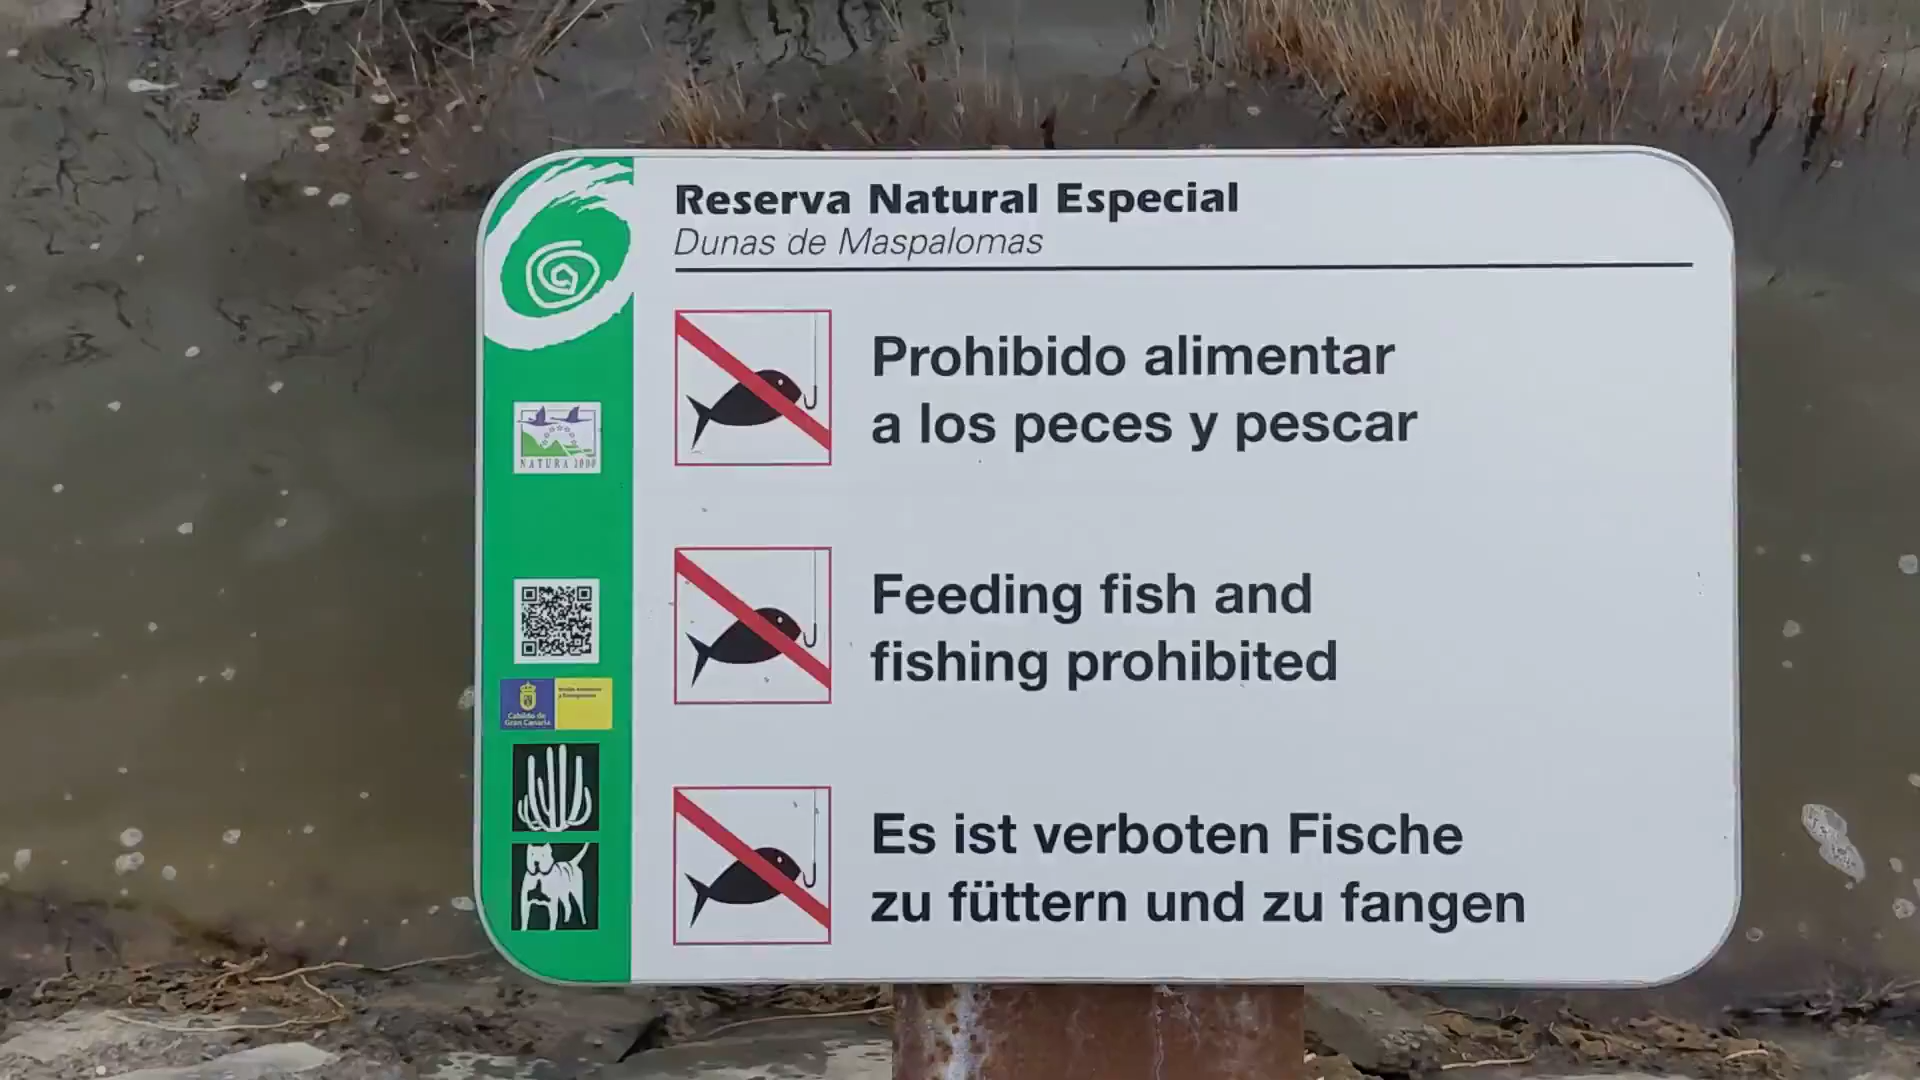 Reserva Natural Especial
Dunas de Maspalomas
Prohibido alimentar
a los peces y pescar
Feeding fish and
fishing prohibited
Es ist verboten Fische
zu füttern und zu fangen
NATURA 2000
Cabildo de
Gran Canaria